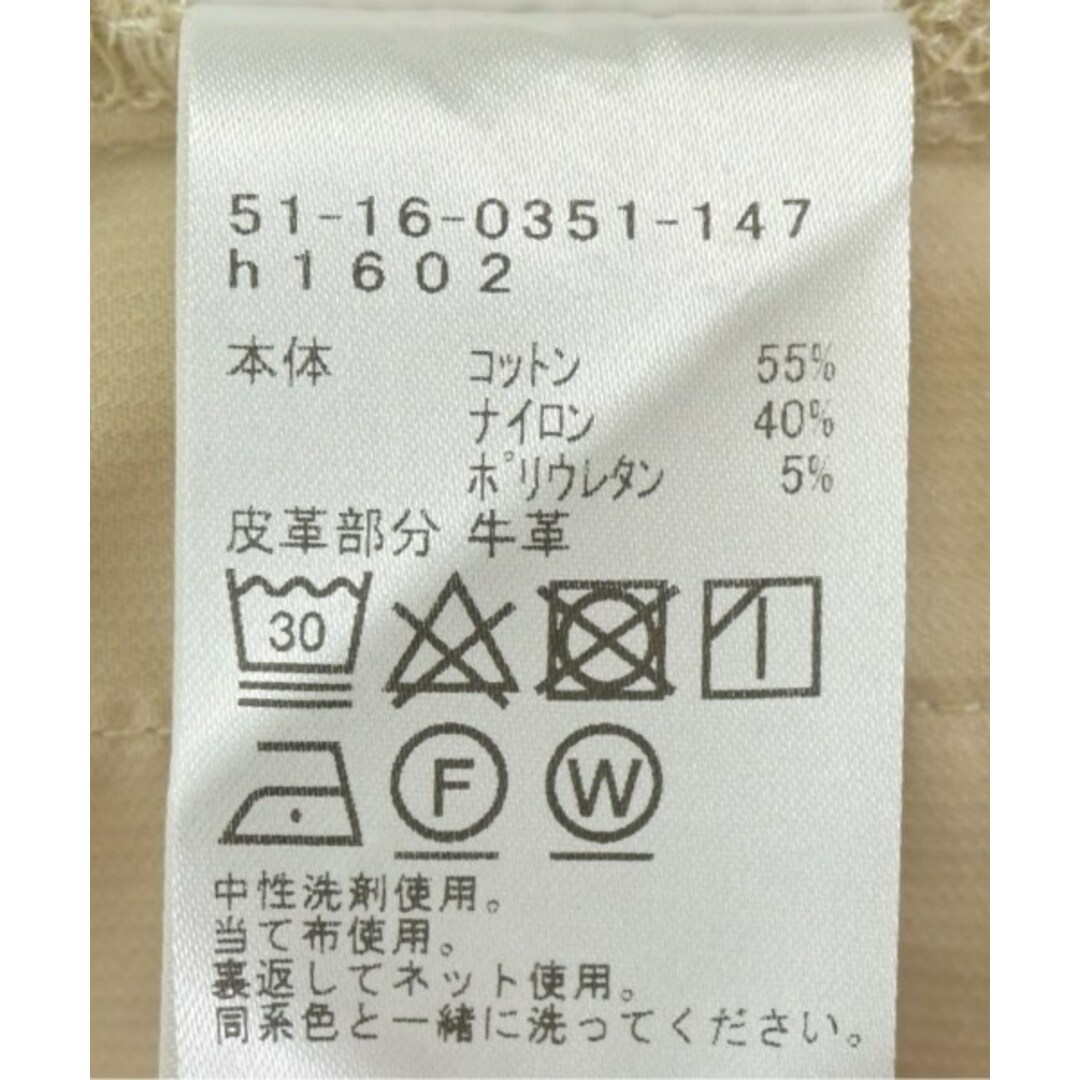 51-16-0351-147
h1602
本体 コットン 55%
ナイロン 40%
ポリウレタン 5%
皮革部分 牛革
30
F W
中性洗剤使用。
当て布使用。
裏返してネット使用。
同系色と一緒に洗ってください。